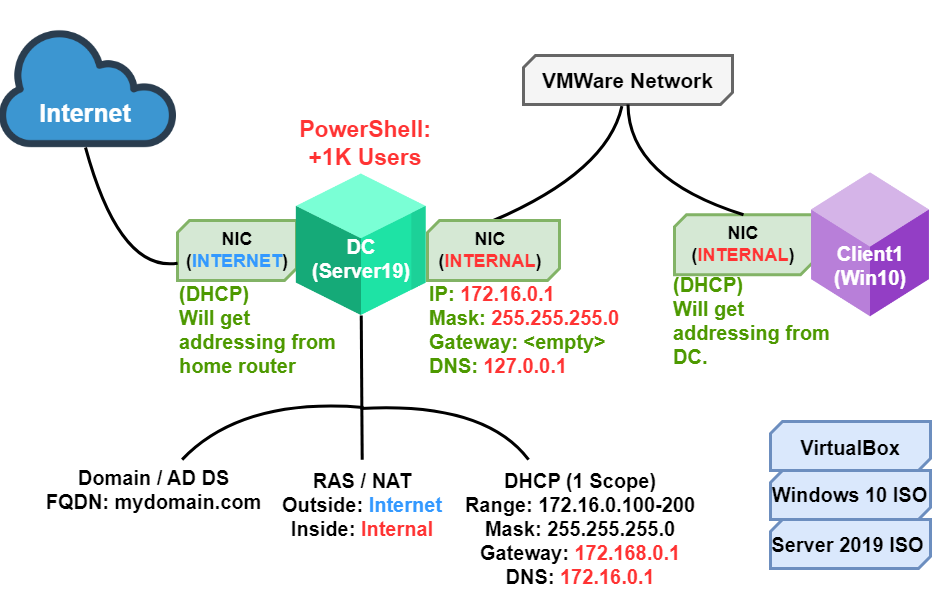 Internet
VMWare Network
PowerShell:
+1K Users
NIC
(INTERNET)
DC
(Server19)
NIC
(INTERNAL)
NIC
(INTERNAL)
Client1
(Win10)
(DHCP)
Will get
addressing from
home router
IP: 172.16.0.1
Mask: 255.255.255.0
Gateway: <empty>
DNS: 127.0.0.1
(DHCP)
Will get
addressing from
DC.
Domain / AD DS
FQDN: mydomain.com
RAS / NAT
Outside: Internet
Inside: Internal
DHCP (1 Scope)
Range: 172.16.0.100-200
Mask: 255.255.255.0
Gateway: 172.168.0.1
DNS: 172.16.0.1
VirtualBox
Windows 10 ISO
Server 2019 ISO